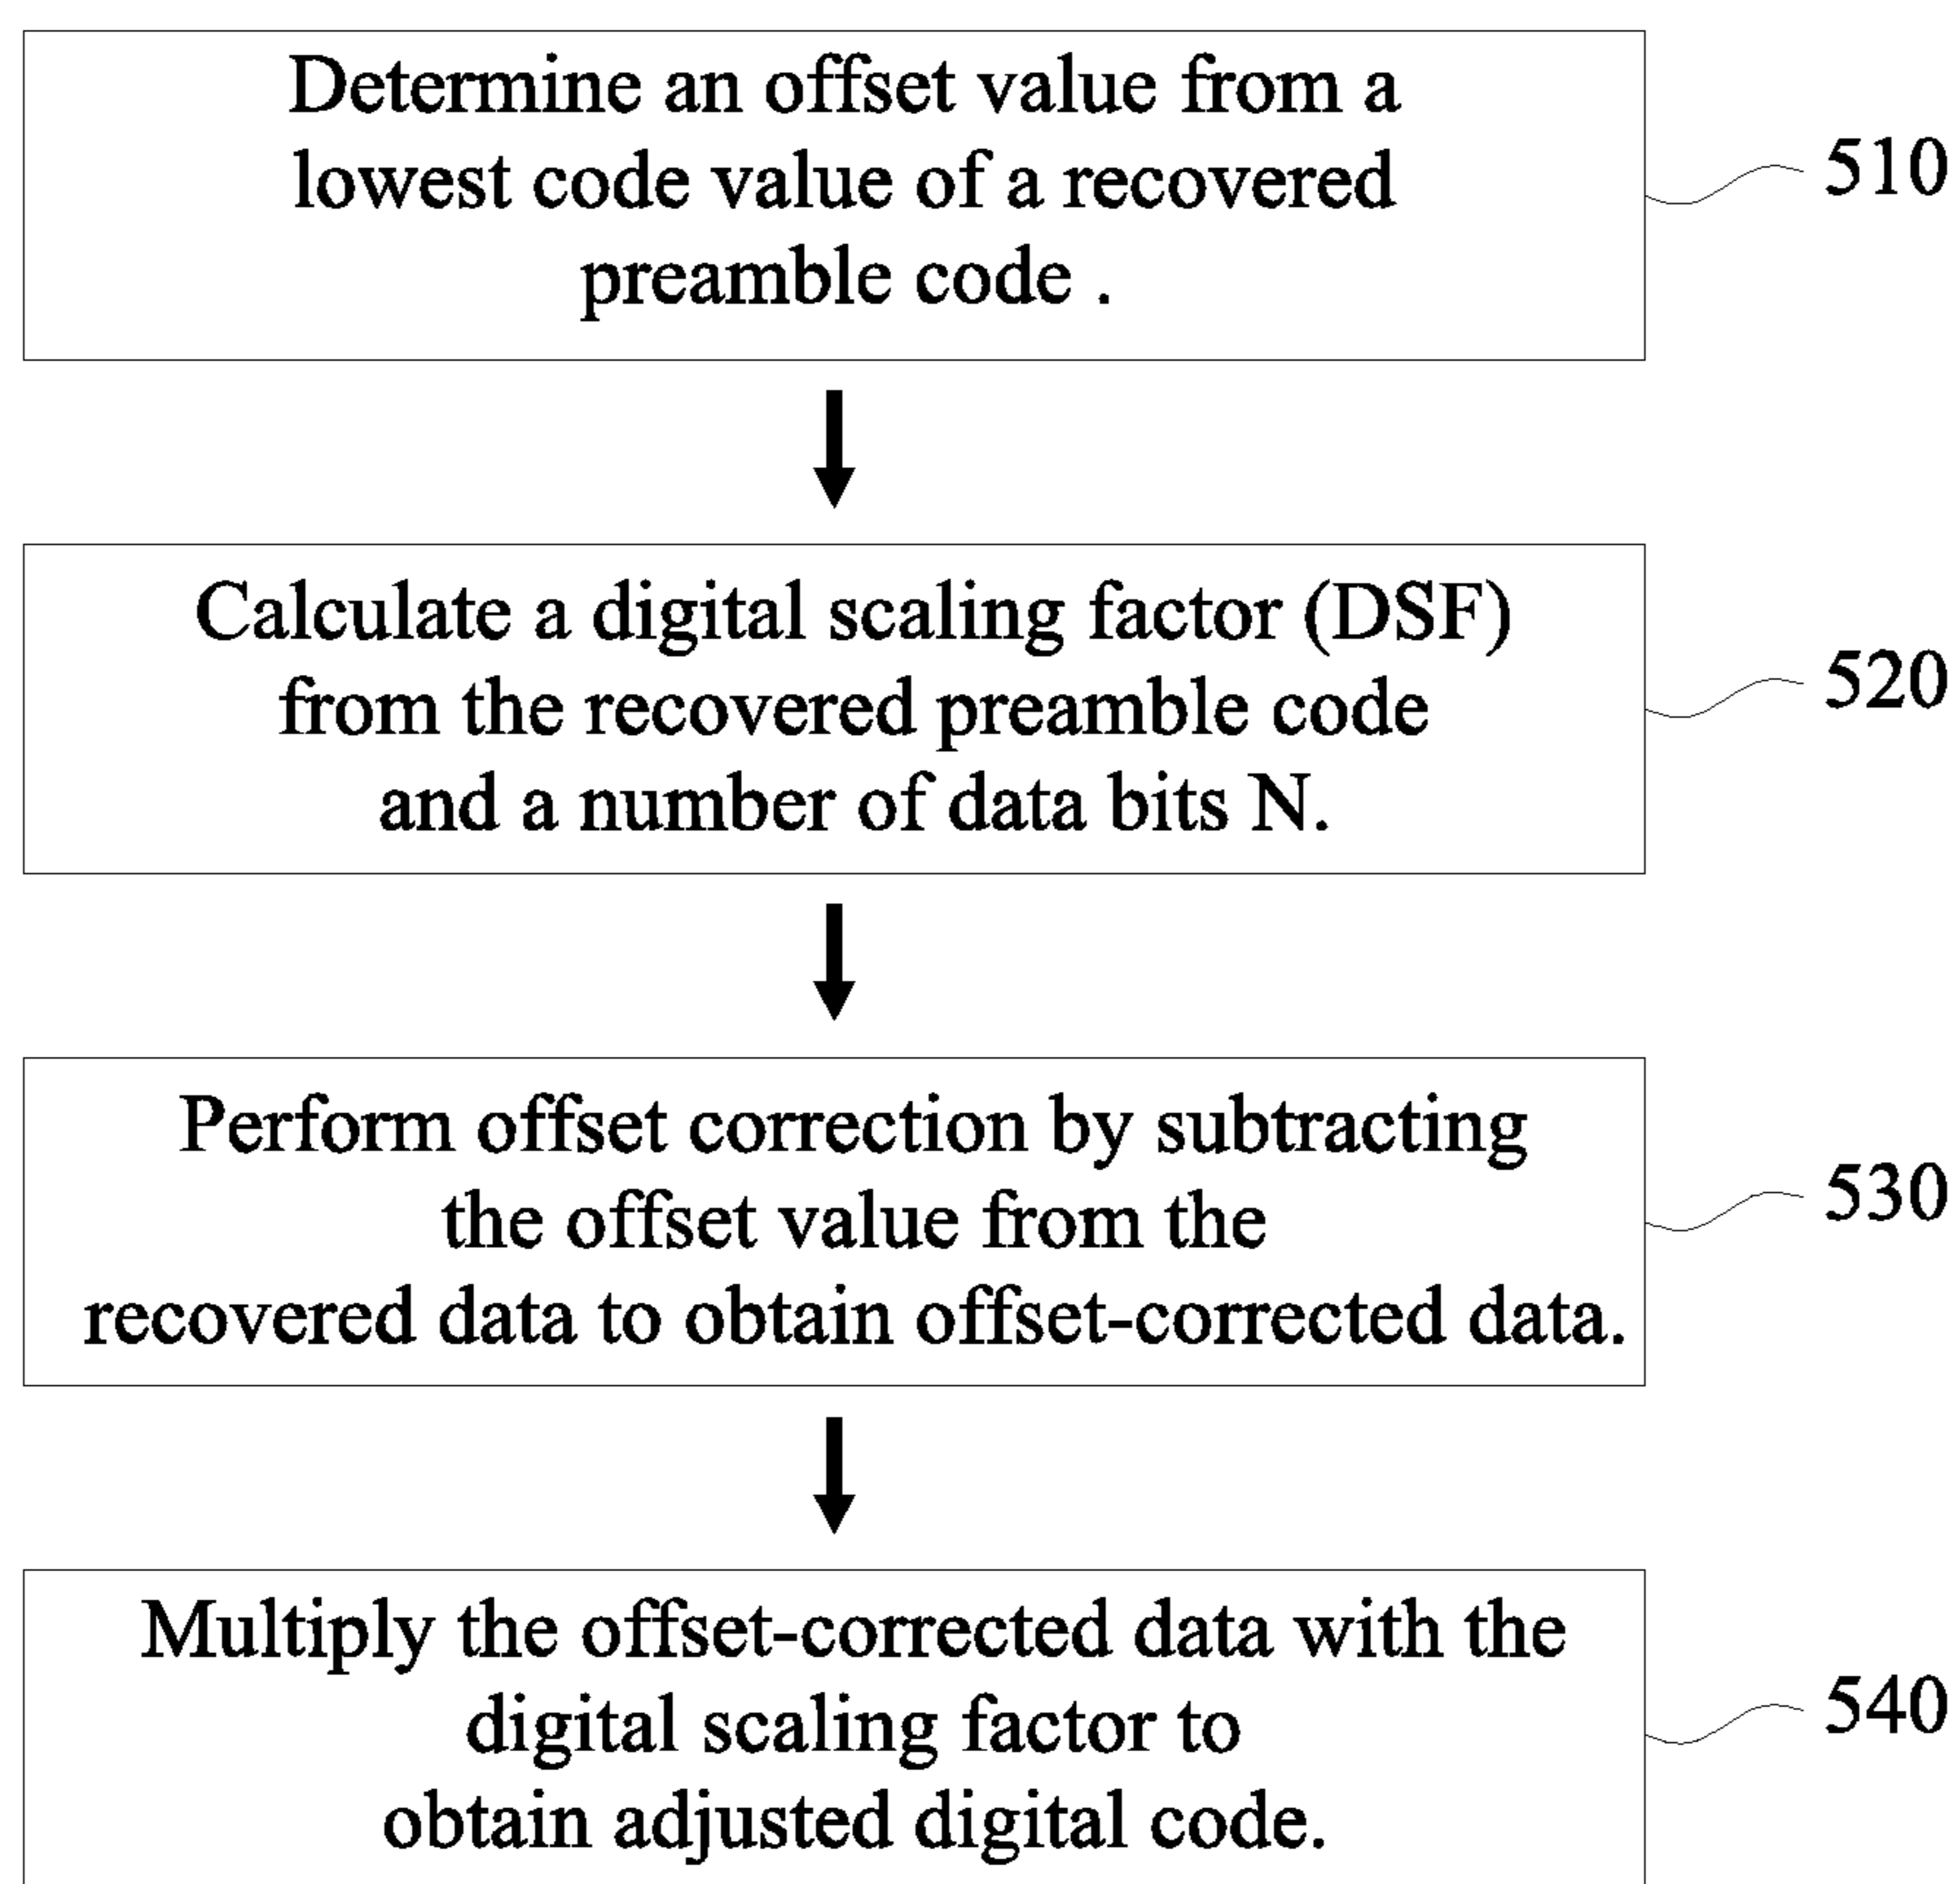 Determine an offset value from a
lowest code value of a recovered
preamble code .
510
Calculate a digital scaling factor (DSF)
from the recovered preamble code
and a number of data bits N.
520
Perform offset correction by subtracting
the offset value from the
recovered data to obtain offset-corrected data.
530
Multiply the offset-corrected data with the
digital scaling factor to
obtain adjusted digital code.
540